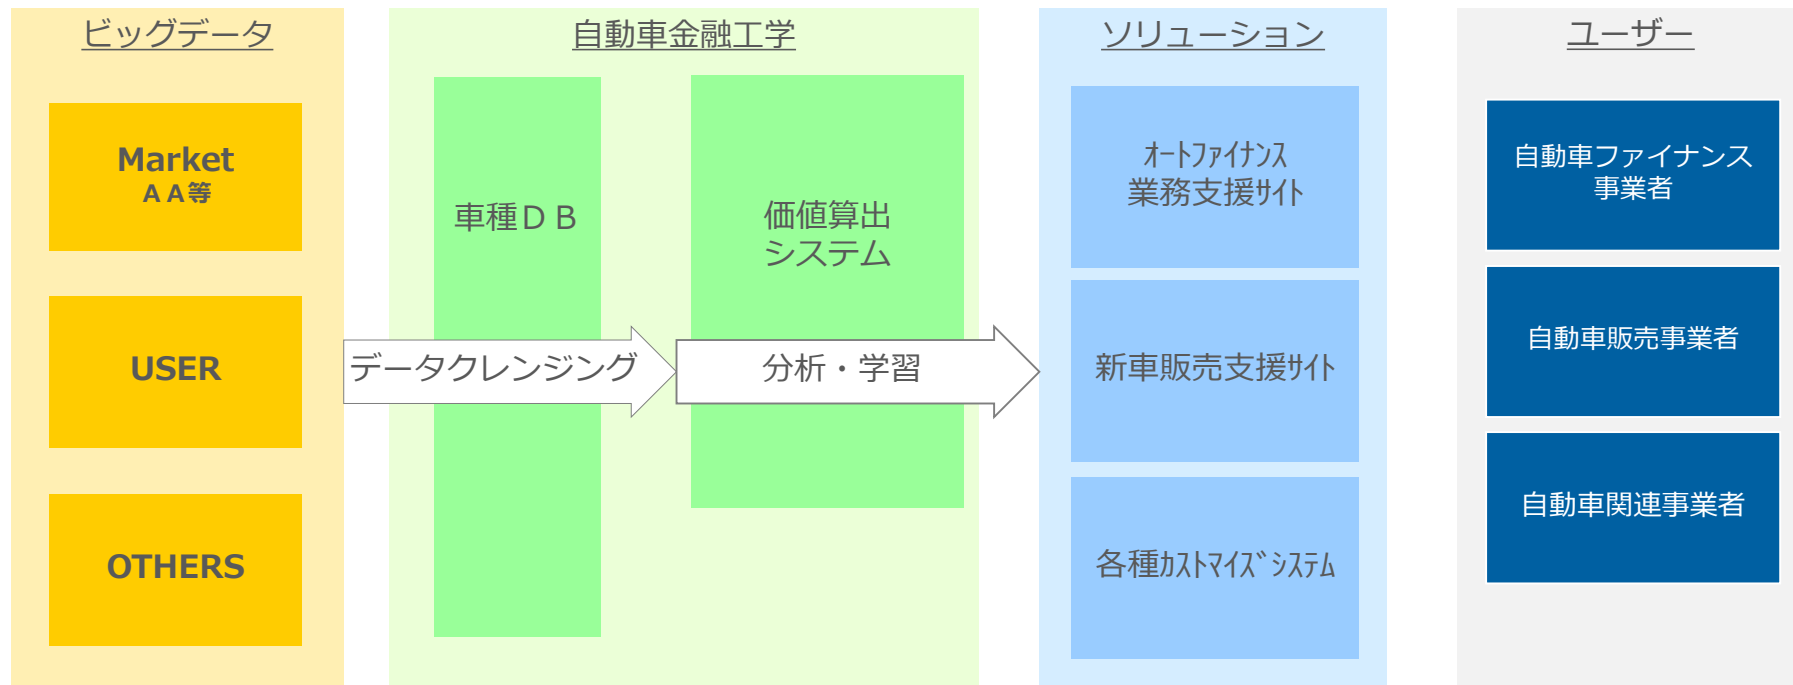 ビッグデータ
Market
ＡＡ等
USER
OTHERS
自動車金融工学
車種ＤＢ
価値算出
システム
データクレンジング
分析・学習
ソリューション
ｵｰﾄﾌｧｲﾅﾝｽ
業務支援ｻｲﾄ
新車販売支援ｻｲﾄ
各種ｶｽﾄﾏｲｽﾞｼｽﾃﾑ
ユーザー
自動車ファイナンス
事業者
自動車販売事業者
自動車関連事業者